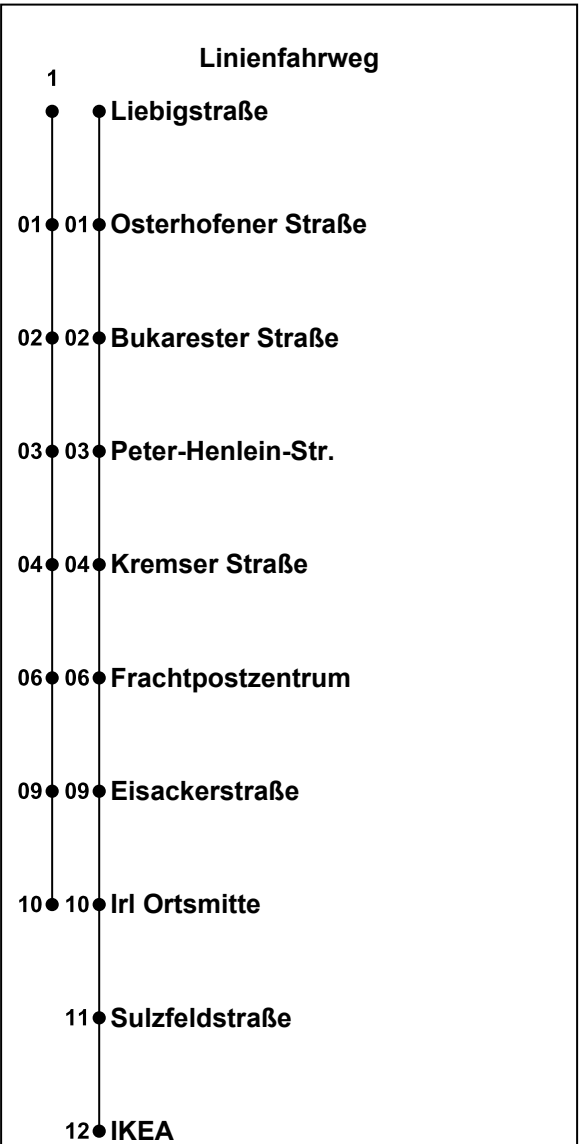 Linienfahrweg
1
Liebigstraße
01 01 Osterhofener Straße
02 02 Bukarester Straße
03 03 Peter-Henlein-Str.
04 04 Kremser Straße
06 06 Frachtpostzentrum
09 09 Eisackerstraße
10 10 Irl Ortsmitte
11 Sulzfeldstraße
12 IKEA